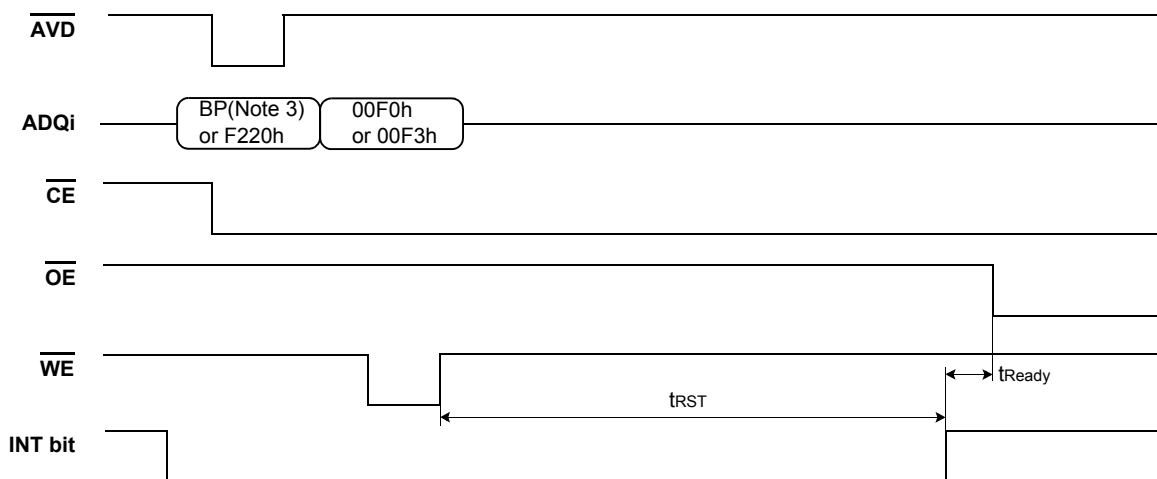 AVD
ADQi
BP(Note 3)
or F220h
00F0h
or 00F3h
CE
OE
WE
tReady
tRST
INT bit